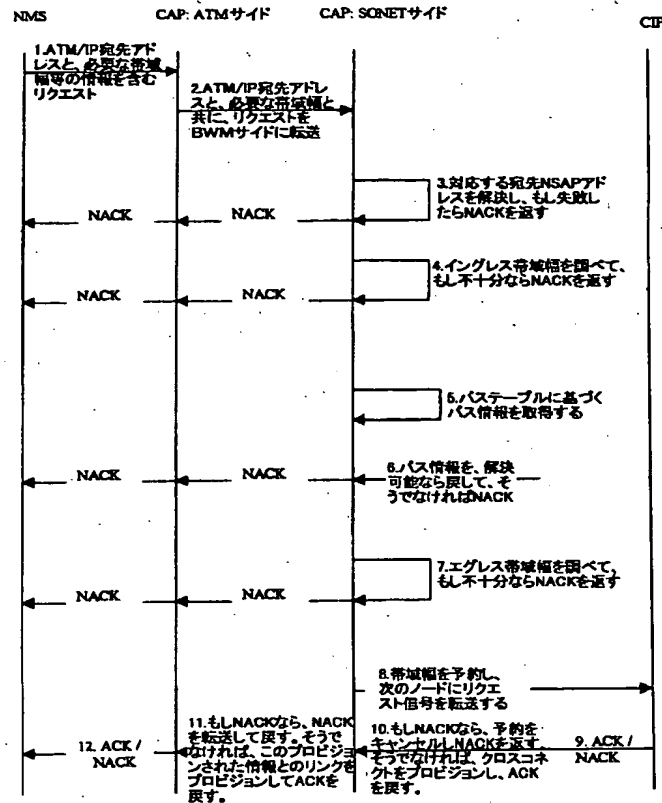 NMS
CAP: ATMサイド
CAP: SONETサイド
CIP
1.ATM/IP宛先アド
レスと、必要な帯域
幅等の情報を含む
リクエスト
2.ATM/IP宛先アドレ
スと、必要な帯域幅と
共に、リクエストを
BWMサイドに転送
3.対応する宛先NSAPアド
レスを解決し、もし失敗し
たらNACKを返す
NACK
NACK
4.イングレス帯域幅を調べて、
もし不十分ならNACKを返す
NACK
NACK
5.パステーブルに基づく
パス情報を取得する
6.パス情報を、解決
可能なら戻して、そ
うでなければNACK
NACK
NACK
7.エグレス帯域幅を調べて、
もし不十分ならNACKを返す
NACK
NACK
8.帯域幅を予約し、
次のノードにリクエ
スト信号を転送する
9. ACK /
NACK
10.もしNACKなら、予約を
キャンセルしNACKを返す。
そうでなければ、クロスコネ
クトをプロビジョンし、ACK
を戻す。
11.もしNACKなら、NACK
を転送して戻す。そうで
なければ、このプロビジョ
ンされた情報とのリンクを
プロビジョンしてACKを
戻す。
12. ACK /
NACK